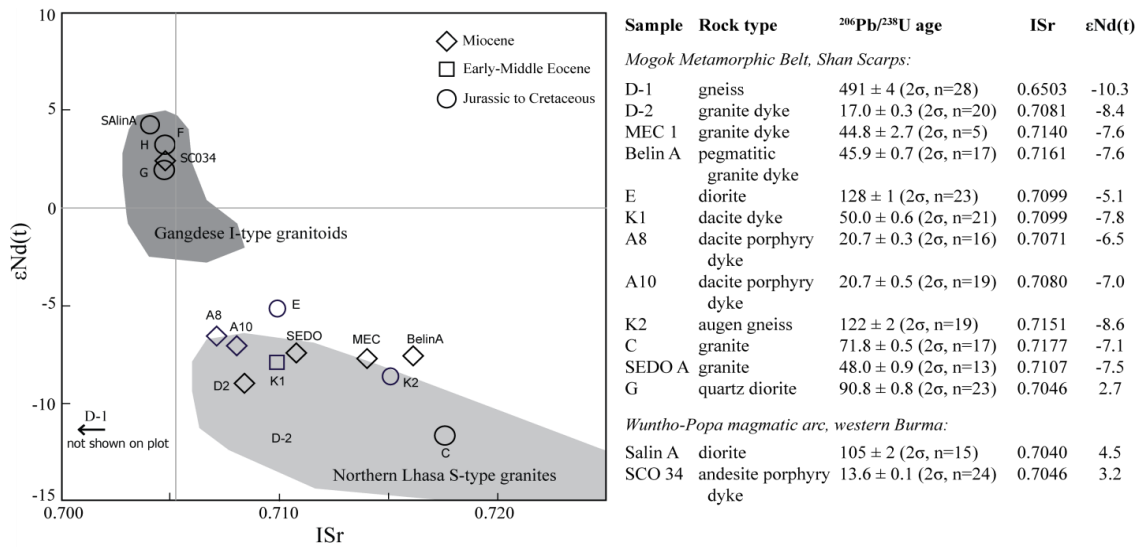 10
5
0
-5
-10
-15
0.700
0.710
0.720
ISr
εNd(t)
Miocene
Early-Middle Eocene
Jurassic to Cretaceous
SAlinA
F
H
SC034
G
Gangdese I-type granitoids
E
A8
A10
SEDO
MEC
BelinA
K1
D2
K2
D-1
not shown on plot
D-2
C
Northern Lhasa S-type granites
Sample Rock type ²⁰⁶Pb/²³⁸U age ISr εNd(t)
Mogok Metamorphic Belt, Shan Scarps:
D-1 gneiss 491 ± 4 (2σ, n=28) 0.6503 -10.3
D-2 granite dyke 17.0 ± 0.3 (2σ, n=20) 0.7081 -8.4
MEC 1 granite dyke 44.8 ± 2.7 (2σ, n=5) 0.7140 -7.6
Belin A pegmatitic 45.9 ± 0.7 (2σ, n=17) 0.7161 -7.6
granite dyke
E diorite 128 ± 1 (2σ, n=23) 0.7099 -5.1
K1 dacite dyke 50.0 ± 0.6 (2σ, n=21) 0.7099 -7.8
A8 dacite porphyry 20.7 ± 0.3 (2σ, n=16) 0.7071 -6.5
dyke
A10 dacite porphyry 20.7 ± 0.5 (2σ, n=19) 0.7080 -7.0
dyke
K2 augen gneiss 122 ± 2 (2σ, n=19) 0.7151 -8.6
C granite 71.8 ± 0.5 (2σ, n=17) 0.7177 -7.1
SEDO A granite 48.0 ± 0.9 (2σ, n=13) 0.7107 -7.5
G quartz diorite 90.8 ± 0.8 (2σ, n=23) 0.7046 2.7
Wuntho-Popa magmatic arc, western Burma:
Salin A diorite 105 ± 2 (2σ, n=15) 0.7040 4.5
SCO 34 andesite porphyry 13.6 ± 0.1 (2σ, n=24) 0.7046 3.2
dyke